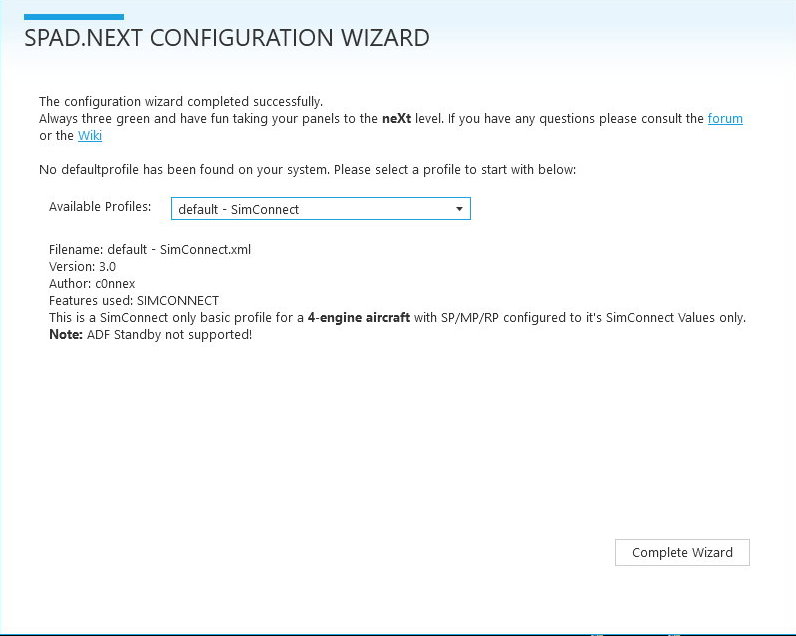 SPAD.NEXT CONFIGURATION WIZARD
The configuration wizard completed successfully.
Always three green and have fun taking your panels to the neXt level. If you have any questions please consult the forum
or the Wiki
No defaultprofile has been found on your system. Please select a profile to start with below:
Available Profiles: default - SimConnect
Filename: default - SimConnect.xml
Version: 3.0
Author: c0nnex
Features used: SIMCONNECT
This is a SimConnect only basic profile for a 4-engine aircraft with SP/MP/RP configured to it's SimConnect Values only.
Note: ADF Standby not supported!
Complete Wizard